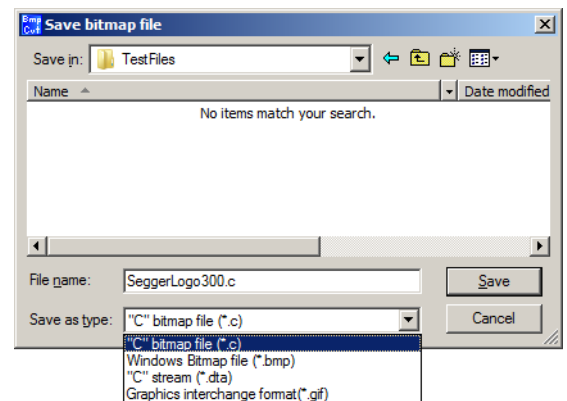 Bmp Cvt Save bitmap file
Save in: TestFiles
Name Date modified
No items match your search.
File name: SeggerLogo300.c Save
Save as type: "C" bitmap file (*.c) Cancel
"C" bitmap file (*.c)
Windows Bitmap file (*.bmp)
"C" stream (*.dta)
Graphics interchange format(*.gif)